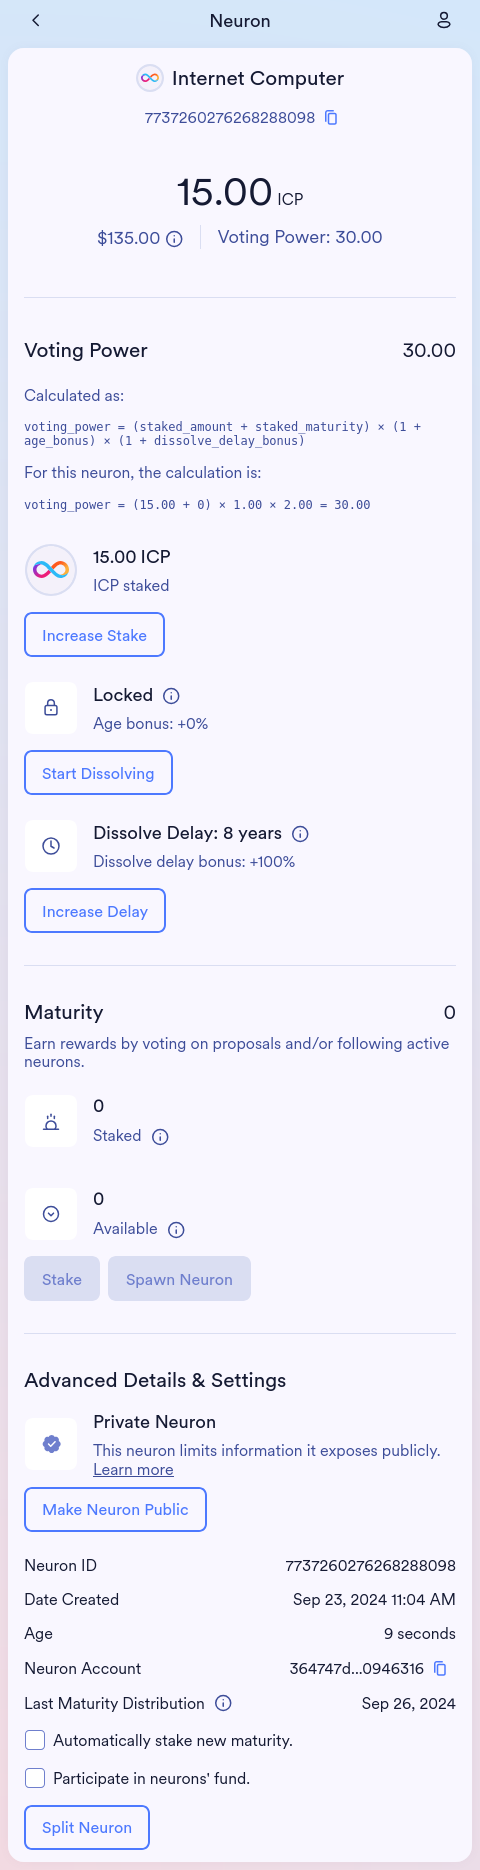 Neuron
Internet Computer
7737260276268288098
15.00 ICP
$135.00 Voting Power: 30.00
Voting Power 30.00
Calculated as:
voting_power = (staked_amount + staked_maturity) × (1 +
age_bonus) × (1 + dissolve_delay_bonus)
For this neuron, the calculation is:
voting_power = (15.00 + 0) × 1.00 × 2.00 = 30.00
15.00 ICP
ICP staked
Increase Stake
Locked
Age bonus: +0%
Start Dissolving
Dissolve Delay: 8 years
Dissolve delay bonus: +100%
Increase Delay
Maturity 0
Earn rewards by voting on proposals and/or following active
neurons.
0
Staked
0
Available
Stake Spawn Neuron
Advanced Details & Settings
Private Neuron
This neuron limits information it exposes publicly.
Learn more
Make Neuron Public
Neuron ID 7737260276268288098
Date Created Sep 23, 2024 11:04 AM
Age 9 seconds
Neuron Account 364747d...0946316
Last Maturity Distribution Sep 26, 2024
Automatically stake new maturity.
Participate in neurons' fund.
Split Neuron